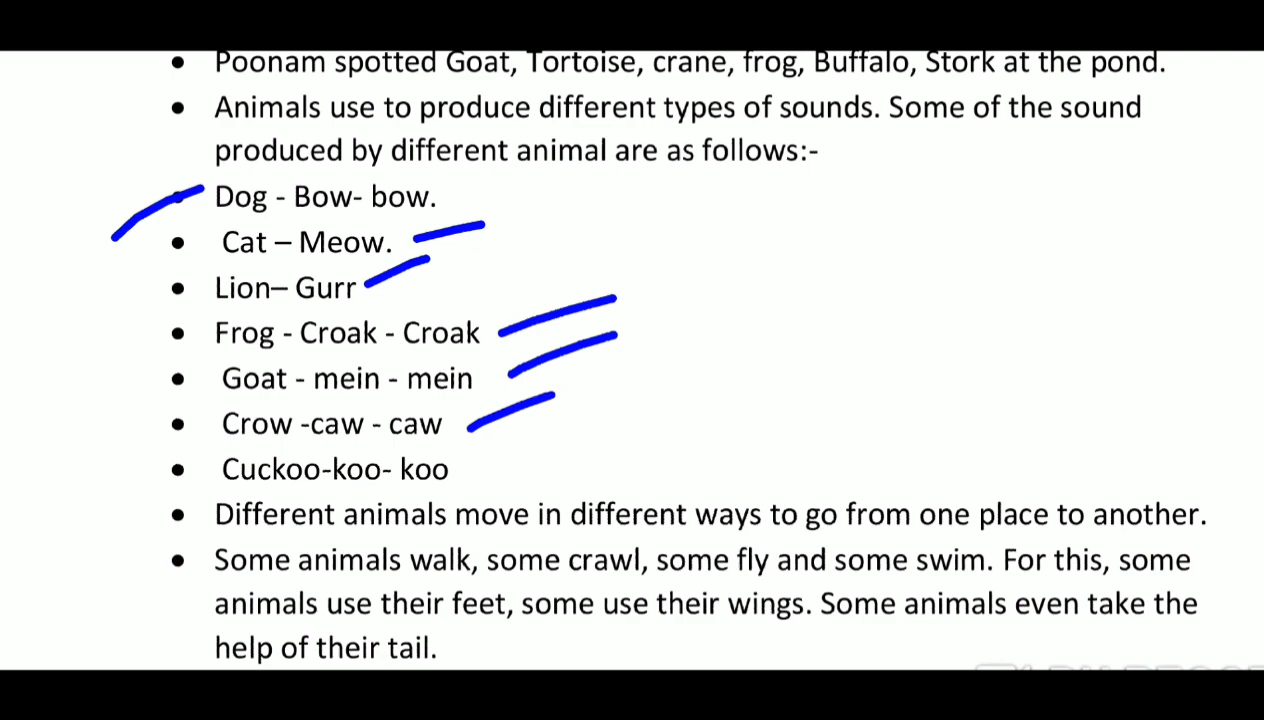 • Poonam spotted Goat, Tortoise, crane, frog, Buffalo, Stork at the pond.
• Animals use to produce different types of sounds. Some of the sound
produced by different animal are as follows:-
• Dog - Bow- bow.
• Cat – Meow.
• Lion– Gurr
• Frog - Croak - Croak
• Goat - mein - mein
• Crow -caw - caw
• Cuckoo-koo- koo
• Different animals move in different ways to go from one place to another.
• Some animals walk, some crawl, some fly and some swim. For this, some
animals use their feet, some use their wings. Some animals even take the
help of their tail.